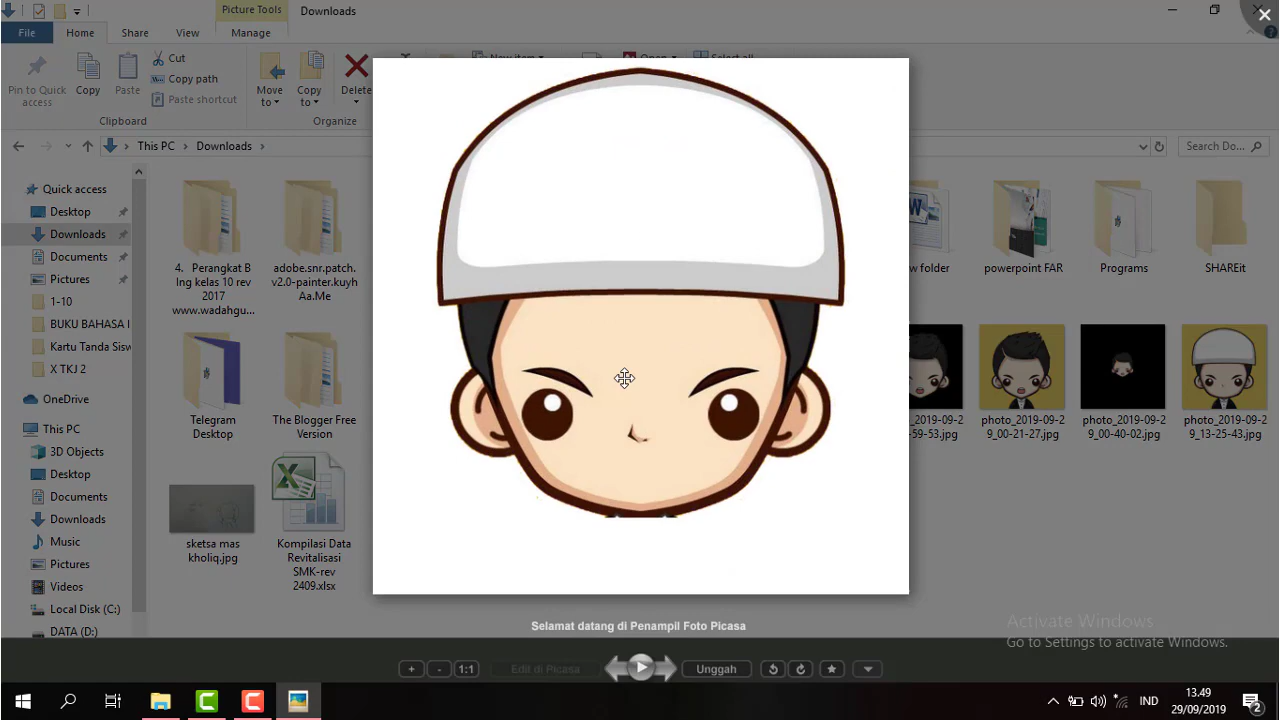 Picture Tools
Downloads
File
Home
Share
View
Manage
Pin to Quick
access
Copy
Paste
Cut
Copy path
Paste shortcut
Move
to
Copy
to
Delete
New item
Open
Select all
Clipboard
Organize
This PC
Downloads
Search Do...
Quick access
Desktop
Downloads
Documents
Pictures
1-10
BUKU BAHASA I
Kartu Tanda Sisw
X TKJ 2
OneDrive
This PC
3D Objects
Desktop
Documents
Downloads
Music
Pictures
Videos
Local Disk (C:)
DATA (D:)
4. Perangkat B
Ing kelas 10 rev
2017
www.wadahgu...
adobe.snr.patch.
v2.0-painter.kuyh
Aa.Me
Telegram
Desktop
The Blogger Free
Version
sketsa mas
kholiq.jpg
Kompilasi Data
Revitalisasi
SMK-rev
2409.xlsx
w folder
powerpoint FAR
Programs
SHAREit
photo_2019-09-2
9_00-21-27.jpg
photo_2019-09-2
9_00-40-02.jpg
photo_2019-09-2
9_13-25-43.jpg
-59-53.jpg
Selamat datang di Penampil Foto Picasa
Activate Windows
Go to Settings to activate Windows.
+
-
1:1
Edit di Picasa
Unggah
IND
13.49
29/09/2019
2